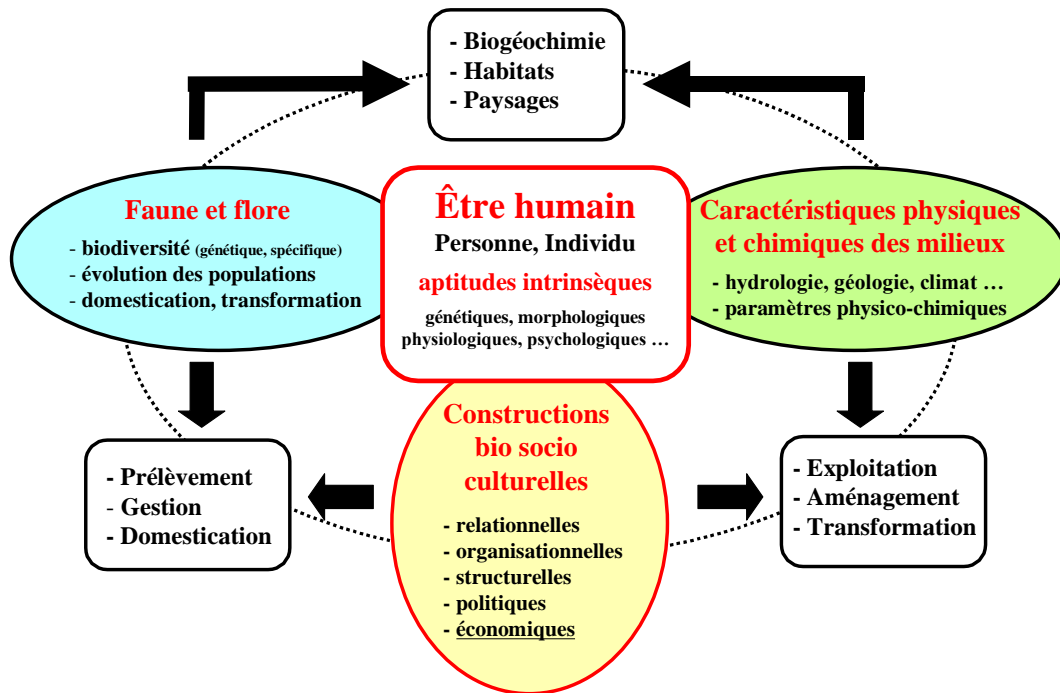 - Biogéochimie
- Habitats
- Paysages
Faune et flore
- biodiversité (génétique, spécifique)
- évolution des populations
- domestication, transformation
Être humain
Personne, Individu
aptitudes intrinsèques
génétiques, morphologiques
physiologiques, psychologiques ...
Caractéristiques physiques
et chimiques des milieux
- hydrologie, géologie, climat ...
- paramètres physico-chimiques
- Prélèvement
- Gestion
- Domestication
Constructions
bio socio
culturelles
- relationnelles
- organisationnelles
- structurelles
- politiques
- économiques
- Exploitation
- Aménagement
- Transformation